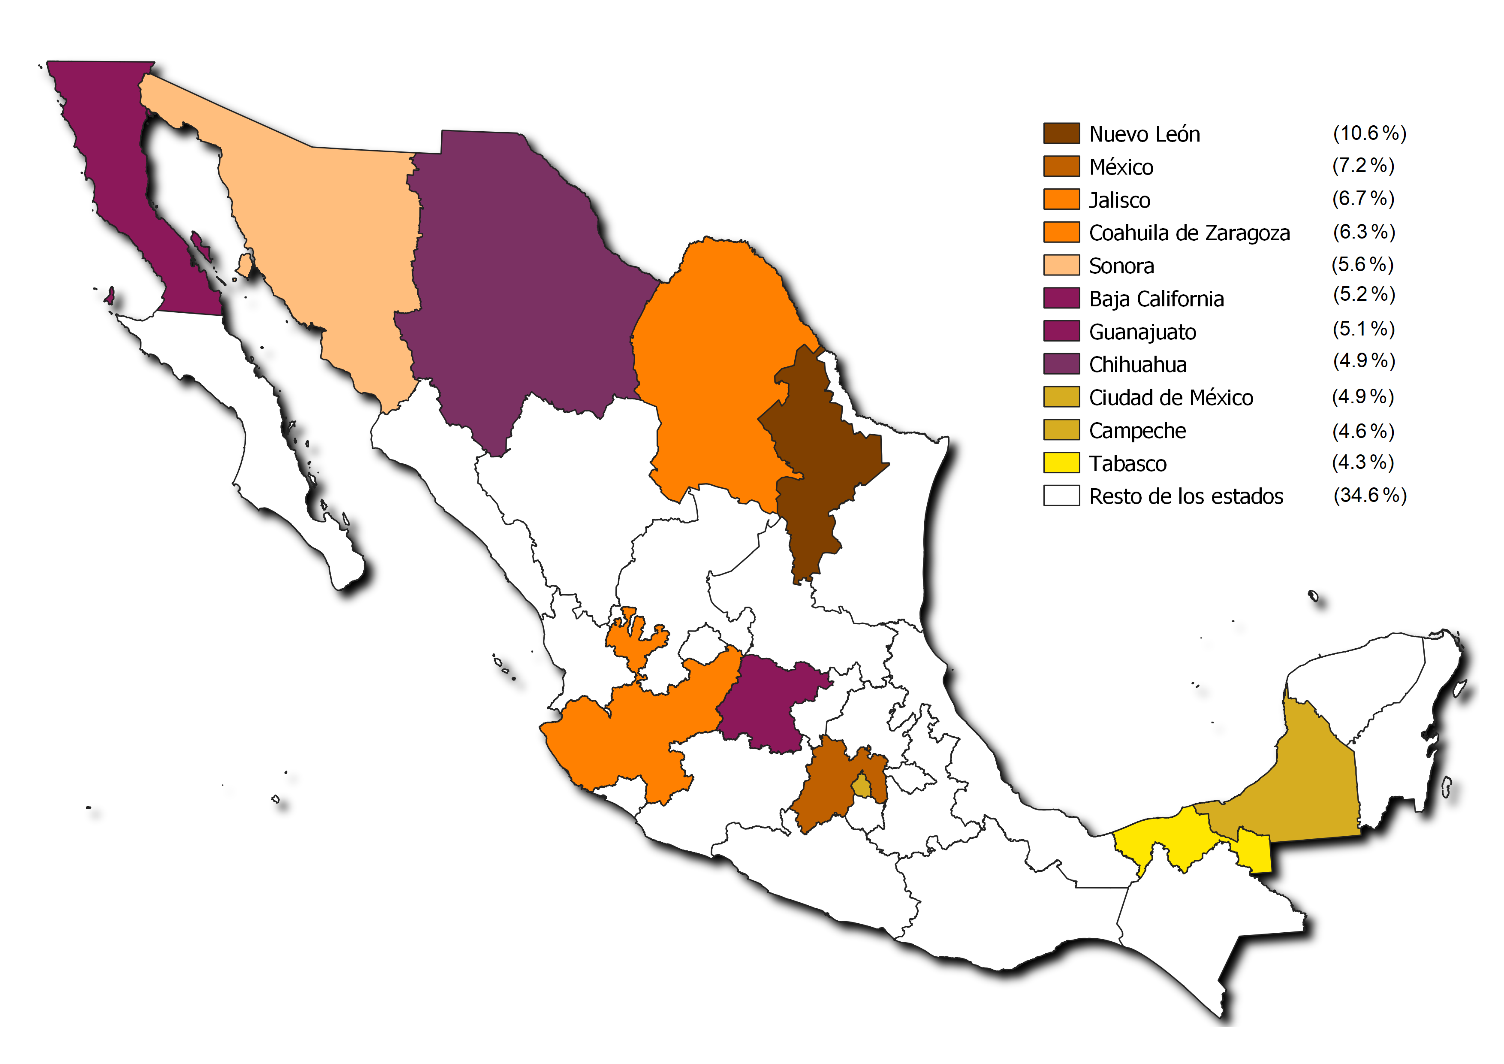 Nuevo León (10.6 %)
México (7.2 %)
Jalisco (6.7 %)
Coahuila de Zaragoza (6.3 %)
Sonora (5.6 %)
Baja California (5.2 %)
Guanajuato (5.1 %)
Chihuahua (4.9 %)
Ciudad de México (4.9 %)
Campeche (4.6 %)
Tabasco (4.3 %)
Resto de los estados (34.6 %)